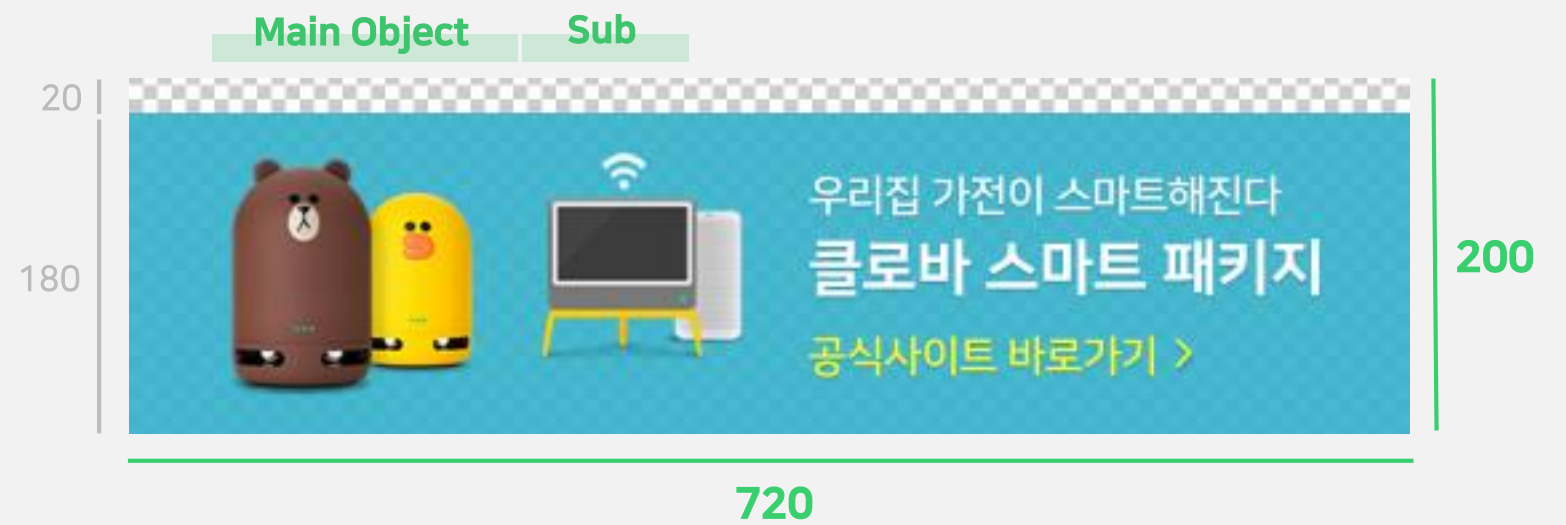 Main Object
Sub
20
180
우리집 가전이 스마트해진다
클로바 스마트 패키지
공식사이트 바로가기 >
200
720